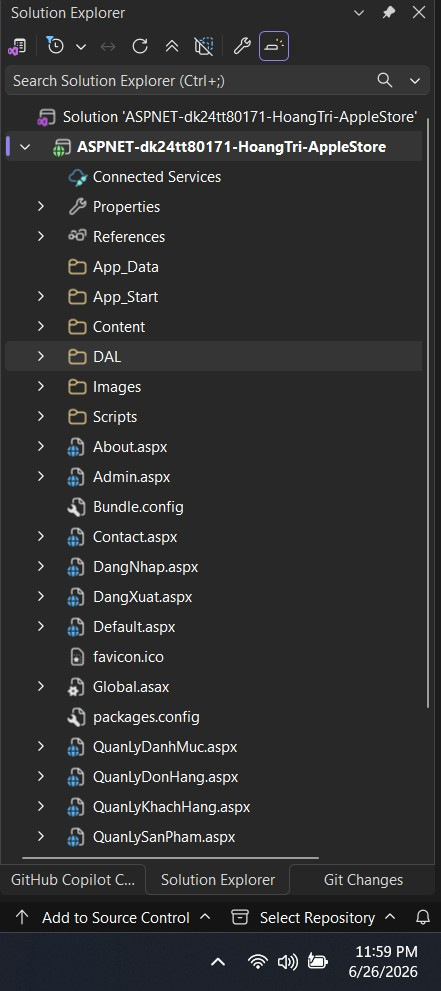 Solution Explorer
Search Solution Explorer (Ctrl+;)
Solution 'ASPNET-dk24tt80171-HoangTri-AppleStore'
ASPNET-dk24tt80171-HoangTri-AppleStore
Connected Services
Properties
References
App_Data
App_Start
Content
DAL
Images
Scripts
About.aspx
Admin.aspx
Bundle.config
Contact.aspx
DangNhap.aspx
DangXuat.aspx
Default.aspx
favicon.ico
Global.asax
packages.config
QuanLyDanhMuc.aspx
QuanLyDonHang.aspx
QuanLyKhachHang.aspx
QuanLySanPham.aspx
GitHub Copilot C... Solution Explorer Git Changes
Add to Source Control Select Repository
11:59 PM
6/26/2026